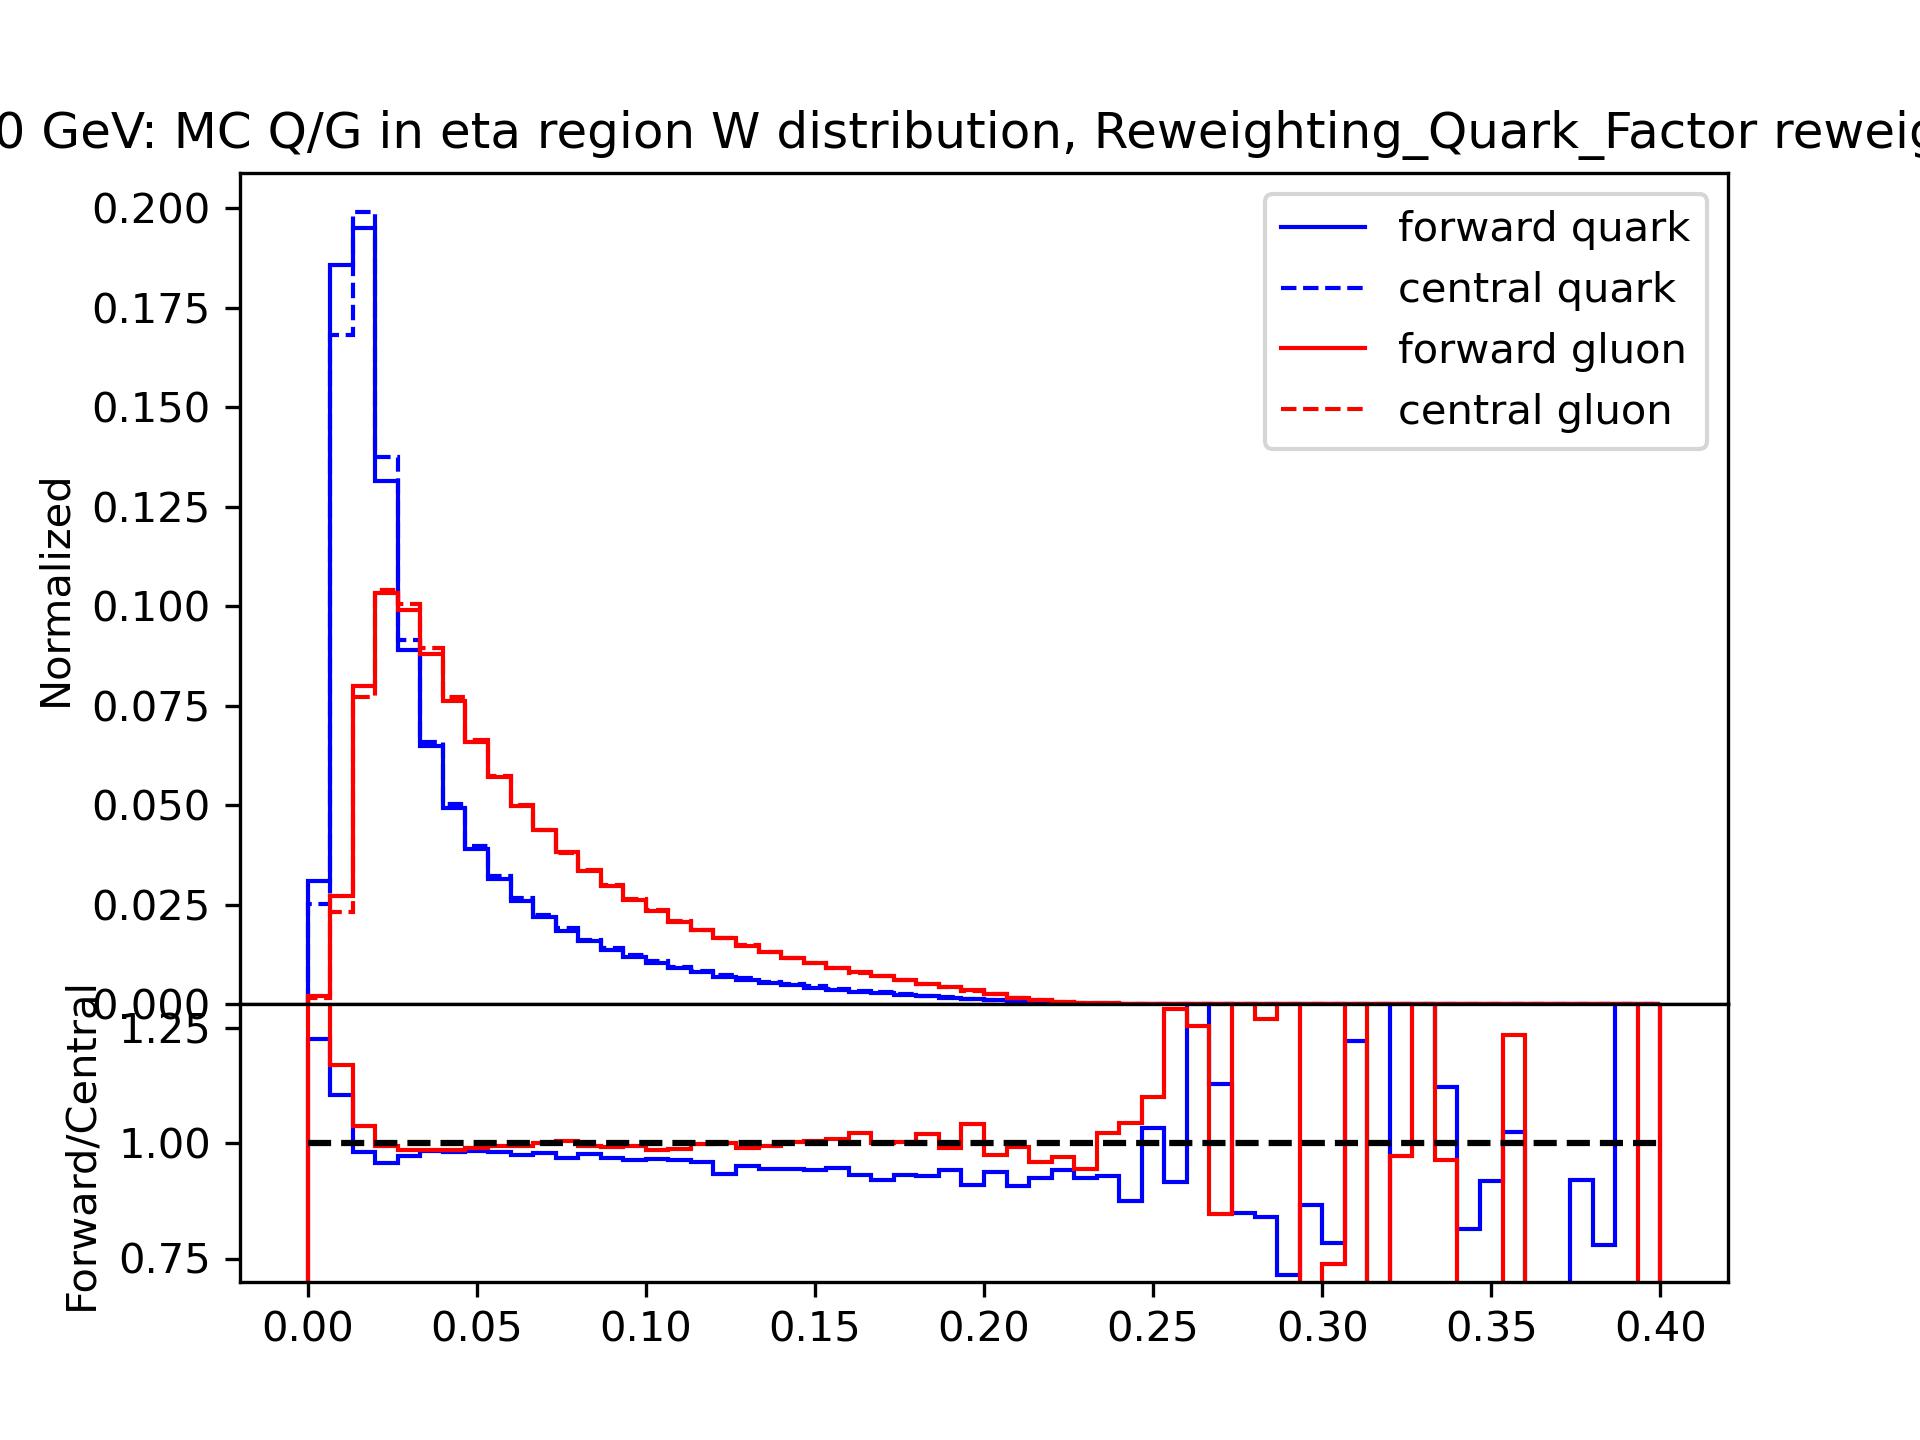 0 GeV: MC Q/G in eta region W distribution, Reweighting_Quark_Factor reweig
0.200
0.175
0.150
0.125
0.100
0.075
0.050
0.025
0.000
Normalized
forward quark
central quark
forward gluon
central gluon
1.25
1.00
0.75
Forward/Central
0.00 0.05 0.10 0.15 0.20 0.25 0.30 0.35 0.40